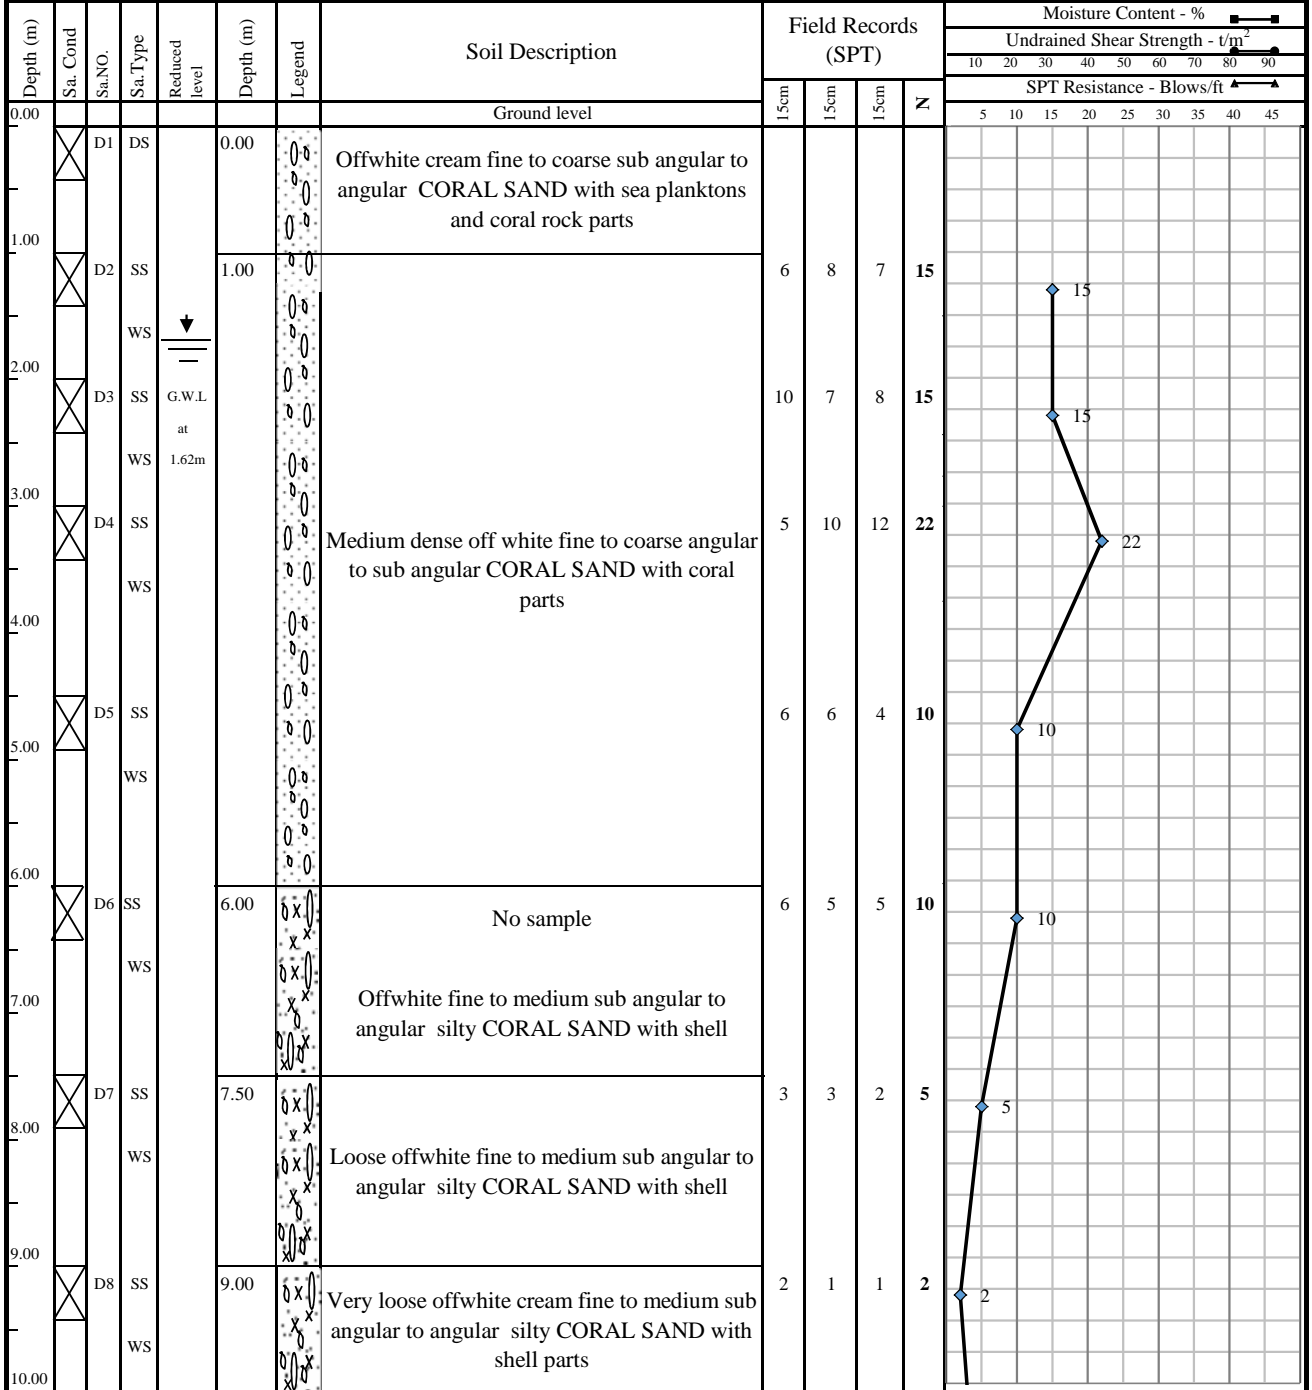 Depth (m)
Sa. Cond
Sa.NO.
Sa.Type
Reduced
level
Depth (m)
Legend
Soil Description
Field Records
(SPT)
15cm
15cm
15cm
N
Moisture Content - %
Undrained Shear Strength - t/m2
10 20 30 40 50 60 70 80 90
SPT Resistance - Blows/ft
0.00
Ground level
5 10 15 20 25 30 35 40 45
D1 DS 0.00
Offwhite cream fine to coarse sub angular to
angular CORAL SAND with sea planktons
and coral rock parts
1.00
D2 SS 1.00 6 8 7 15
15
WS
2.00
D3 SS G.W.L 10 7 8 15
15
at
WS 1.62m
3.00
D4 SS 5 10 12 22
22
Medium dense off white fine to coarse angular
to sub angular CORAL SAND with coral
parts
WS
4.00
D5 SS 6 6 4 10
10
5.00
WS
6.00
D6 SS 6.00 No sample 6 5 5 10
10
WS
7.00
Offwhite fine to medium sub angular to
angular silty CORAL SAND with shell
D7 SS 7.50 3 3 2 5
5
8.00
WS
Loose offwhite fine to medium sub angular to
angular silty CORAL SAND with shell
9.00
D8 SS 9.00 2 1 1 2
2
Very loose offwhite cream fine to medium sub
angular to angular silty CORAL SAND with
shell parts
WS
10.00